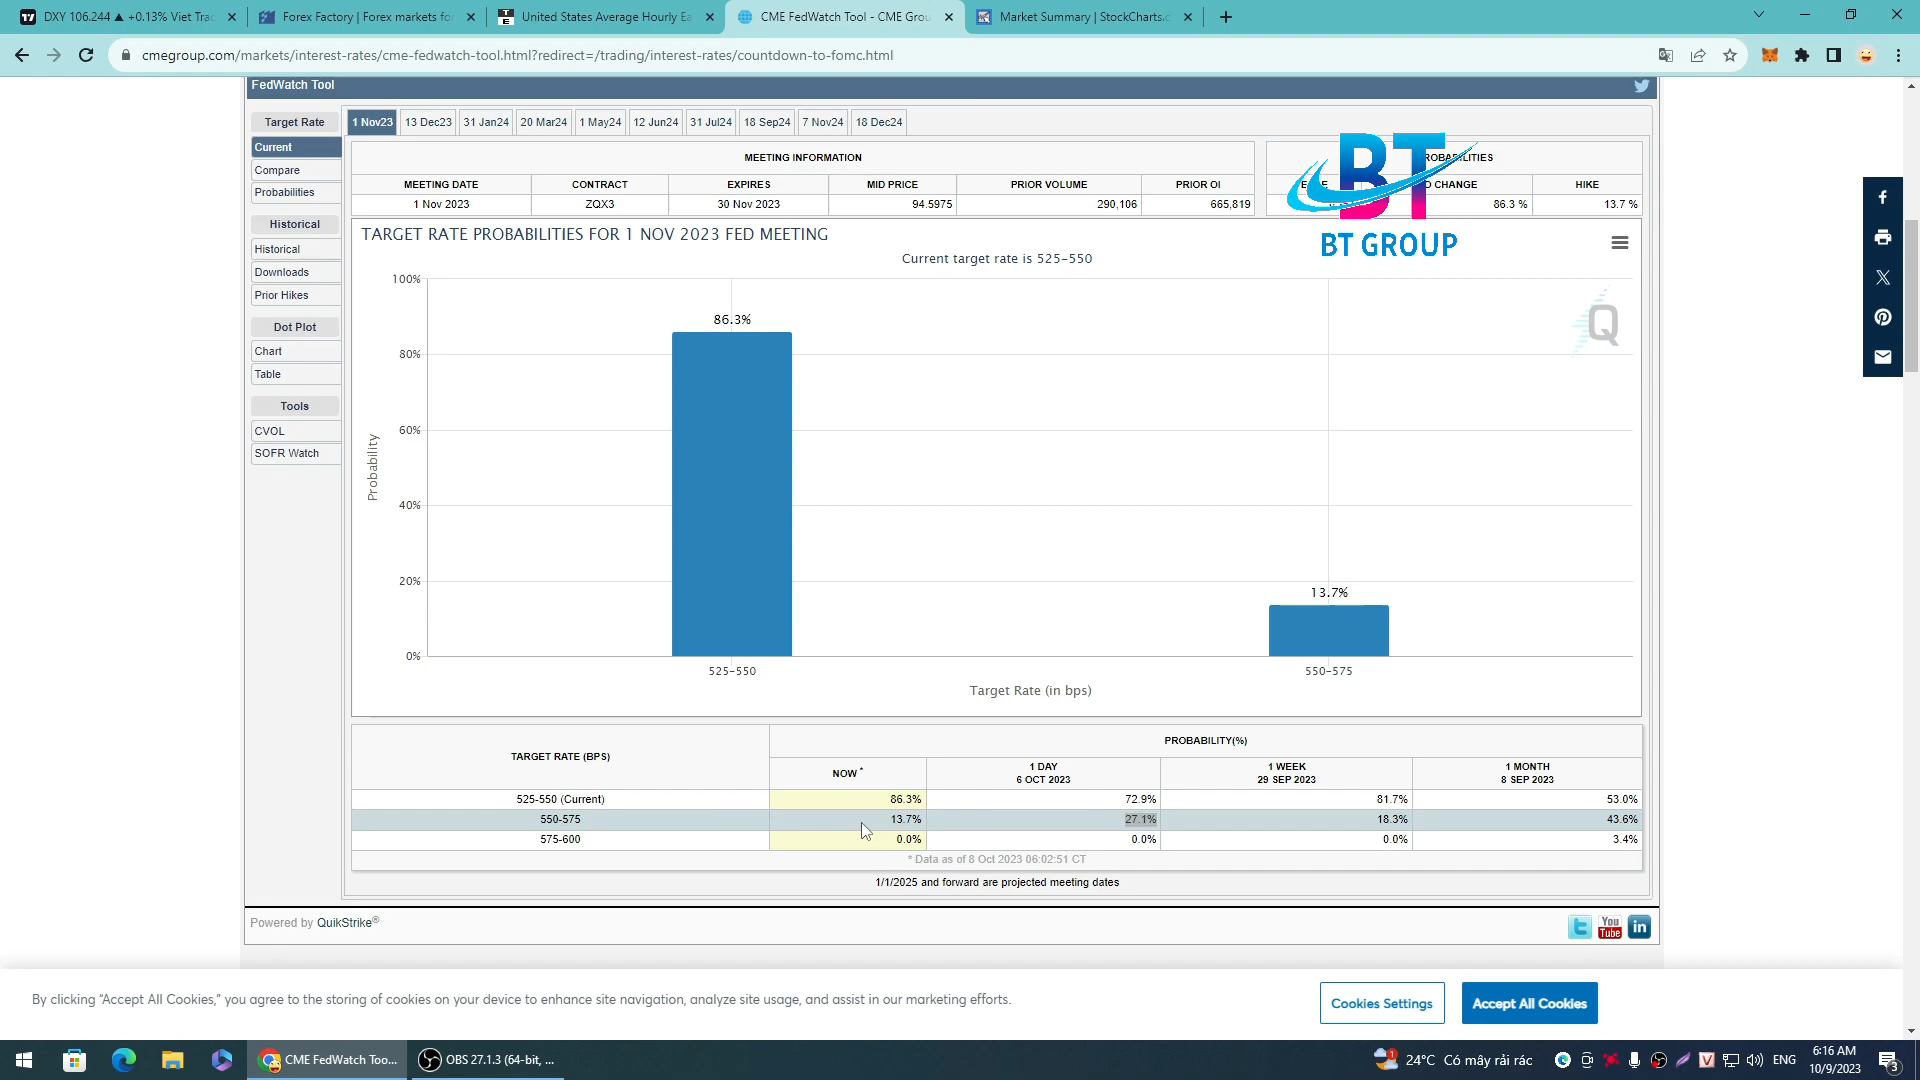 DXY 106.244 ▲ +0.13% Viet Trad
Forex Factory | Forex markets for
United States Average Hourly Ea
CME FedWatch Tool - CME Grou
Market Summary | StockCharts.c
cmegroup.com/markets/interest-rates/cme-fedwatch-tool.html?redirect=/trading/interest-rates/countdown-to-fomc.html
FedWatch Tool
Target Rate
Current
Compare
Probabilities
Historical
Historical
Downloads
Prior Hikes
Dot Plot
Chart
Table
Tools
CVOL
SOFR Watch
1 Nov23 13 Dec23 31 Jan24 20 Mar24 1 May24 12 Jun24 31 Jul24 18 Sep24 7 Nov24 18 Dec24
MEETING INFORMATION
MEETING DATE CONTRACT EXPIRES MID PRICE PRIOR VOLUME PRIOR OI
1 Nov 2023 ZQX3 30 Nov 2023 94.5975 290,106 665,819
CHANGE HIKE
86.3 % 13.7 %
BT
BT GROUP
TARGET RATE PROBABILITIES FOR 1 NOV 2023 FED MEETING
Current target rate is 525-550
Q
Probability
100%
80%
60%
40%
20%
0%
86.3%
13.7%
525-550 550-575
Target Rate (in bps)
TARGET RATE (BPS) PROBABILITY(%)
NOW * 1 DAY 6 OCT 2023 1 WEEK 29 SEP 2023 1 MONTH 8 SEP 2023
525-550 (Current) 86.3% 72.9% 81.7% 53.0%
550-575 13.7% 27.1% 18.3% 43.6%
575-600 0.0% 0.0% 0.0% 3.4%
* Data as of 8 Oct 2023 06:02:51 CT
1/1/2025 and forward are projected meeting dates
Powered by QuikStrike®
You Tube
in
By clicking “Accept All Cookies,” you agree to the storing of cookies on your device to enhance site navigation, analyze site usage, and assist in our marketing efforts.
Cookies Settings
Accept All Cookies
CME FedWatch Too...
OBS 27.1.3 (64-bit, ...
24°C Có mây rải rác
ENG
6:16 AM
10/9/2023
3